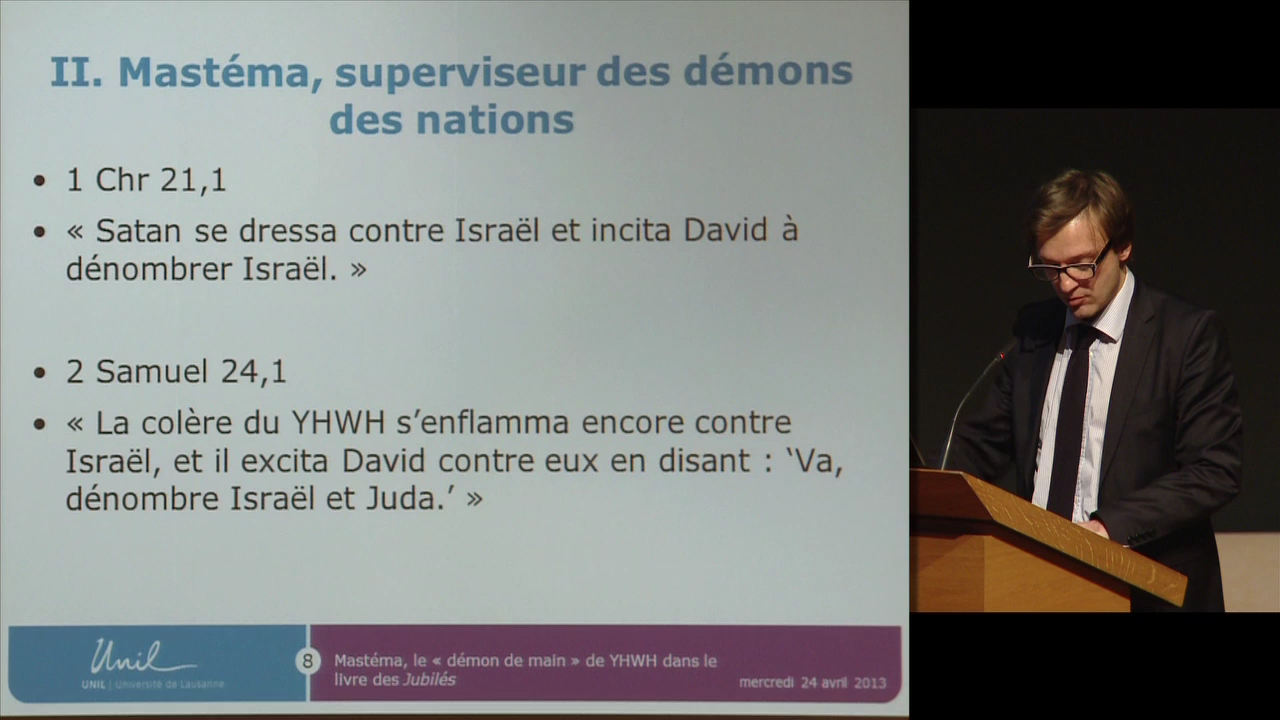 II. Mastéma, superviseur des démons
des nations
• 1 Chr 21,1
• « Satan se dressa contre Israël et incita David à
dénombrer Israël. »
• 2 Samuel 24,1
• « La colère du YHWH s’enflamma encore contre
Israël, et il excita David contre eux en disant : ‘Va,
dénombre Israël et Juda.’ »
Unil
UNIL | Université de Lausanne
8
Mastéma, le « démon de main » de YHWH dans le
livre des Jubilés
mercredi 24 avril 2013